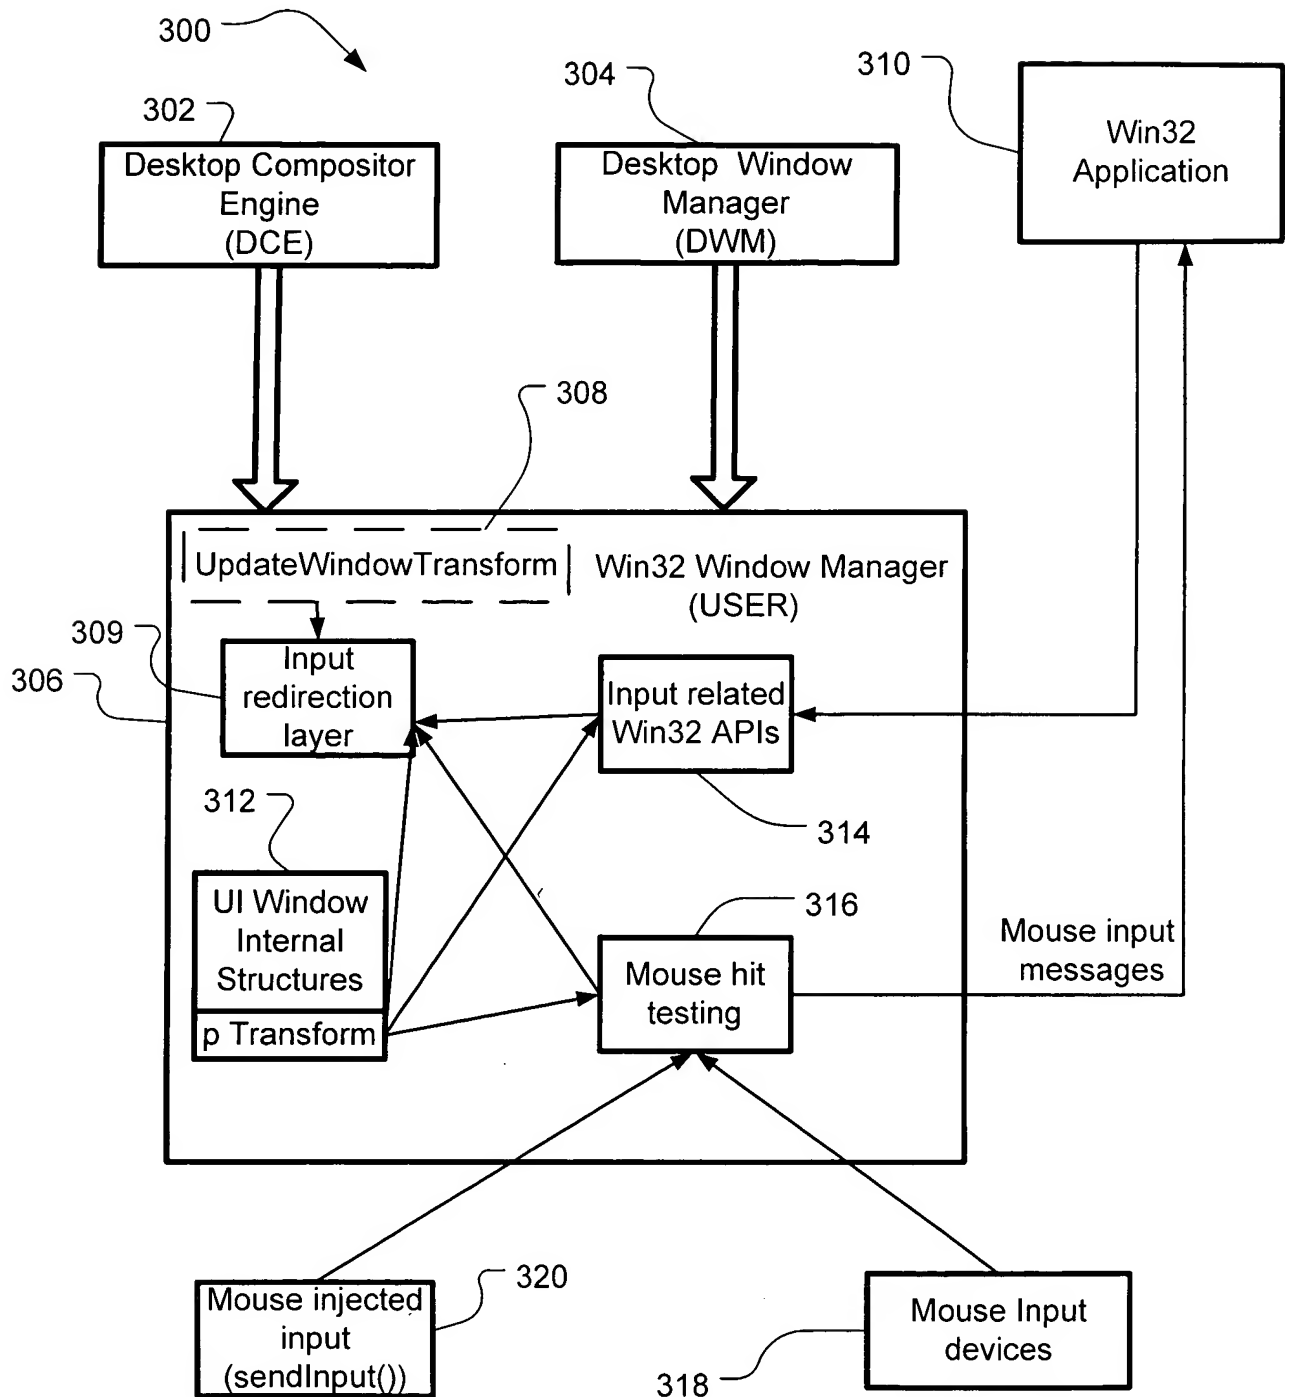 300
302
304
310
Desktop Compositor
Engine
(DCE)
Desktop Window
Manager
(DWM)
Win32
Application
308
UpdateWindowTransform
Win32 Window Manager
(USER)
309
306
Input
redirection
layer
Input related
Win32 APIs
312
314
UI Window
Internal
Structures
p Transform
316
Mouse hit
testing
Mouse input
messages
320
Mouse injected
input
(sendInput())
Mouse Input
devices
318